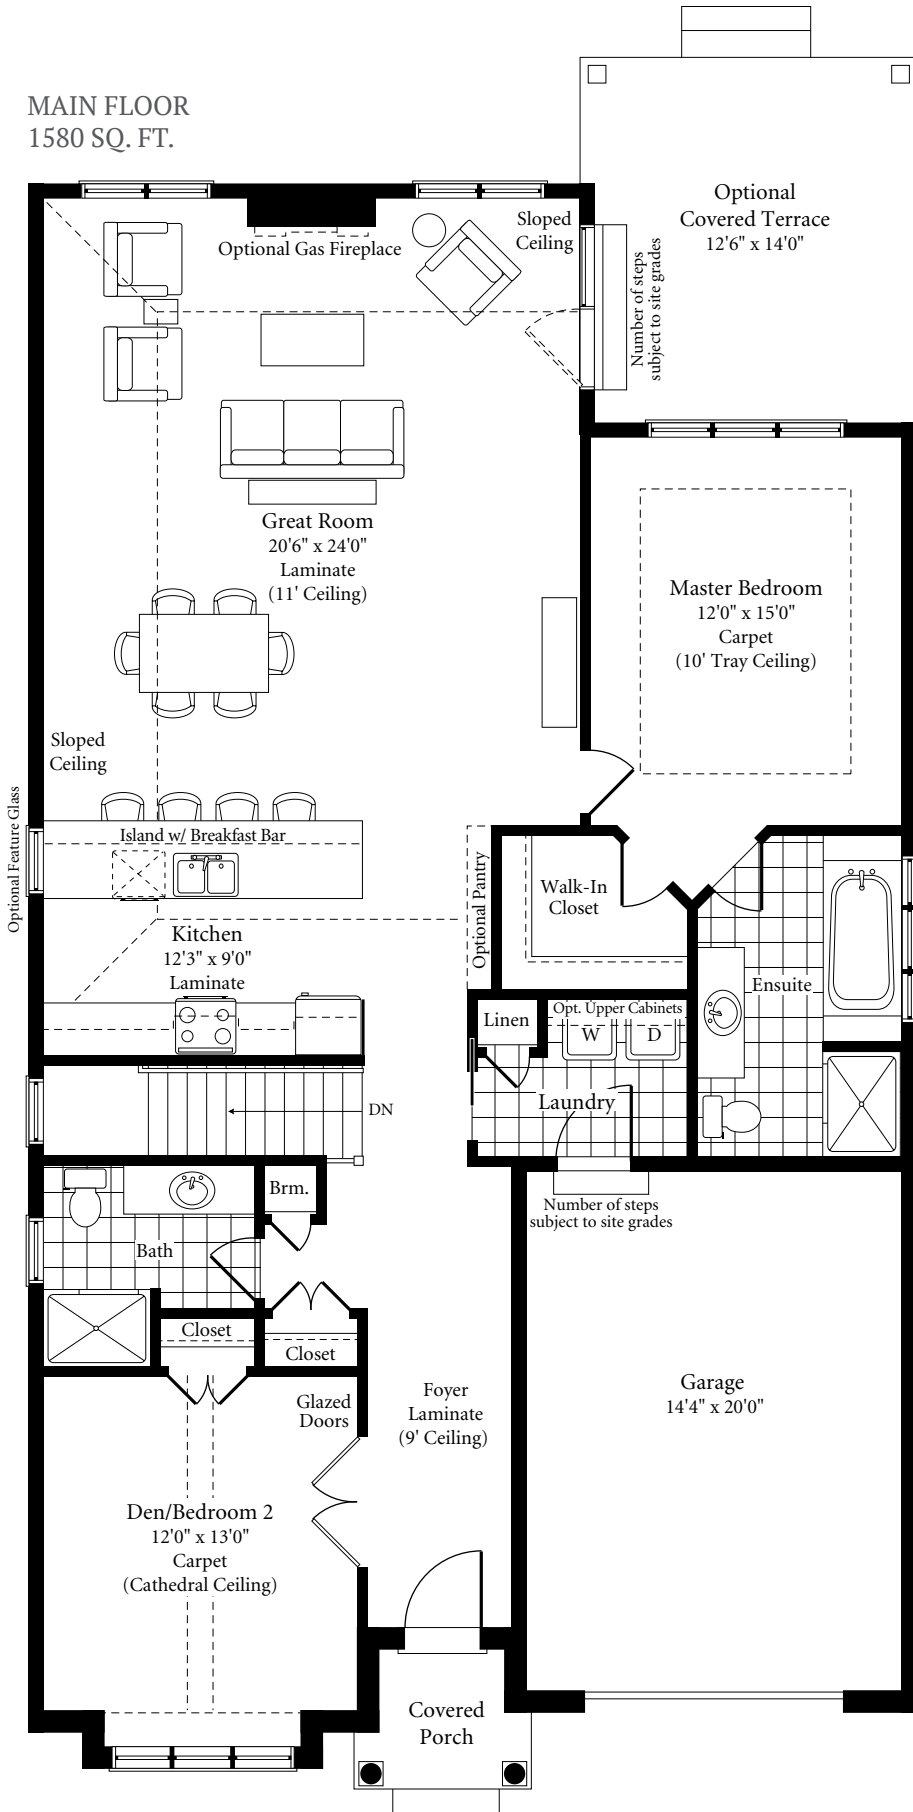 MAIN FLOOR
1580 SQ. FT.
Optional
Covered Terrace
12'6" x 14'0"
Sloped
Ceiling
Optional Gas Fireplace
Number of steps
subject to site grades
Great Room
20'6" x 24'0"
Laminate
(11' Ceiling)
Master Bedroom
12'0" x 15'0"
Carpet
(10' Tray Ceiling)
Sloped
Ceiling
Optional Feature Glass
Island w/ Breakfast Bar
Optional Pantry
Walk-In
Closet
Kitchen
12'3" x 9'0"
Laminate
Ensuite
Linen
Opt. Upper Cabinets
W
D
Laundry
DN
Brm.
Number of steps
subject to site grades
Bath
Closet
Closet
Glazed
Doors
Foyer
Laminate
(9' Ceiling)
Garage
14'4" x 20'0"
Den/Bedroom 2
12'0" x 13'0"
Carpet
(Cathedral Ceiling)
Covered
Porch